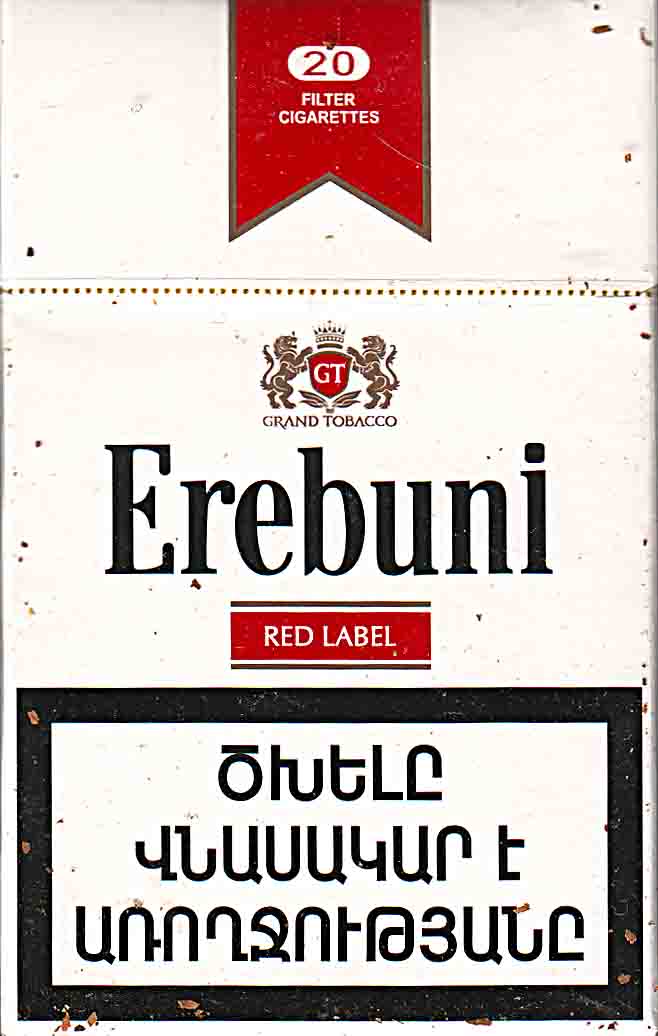 20
FILTER
CIGARETTES
GT
GRAND TOBACCO
Erebuni
RED LABEL
ԾԽԵԼԸ
ՎՆԱՍԱԿԱՐ Է
ԱՌՈՂՋՈՒԹՅԱՆԸ